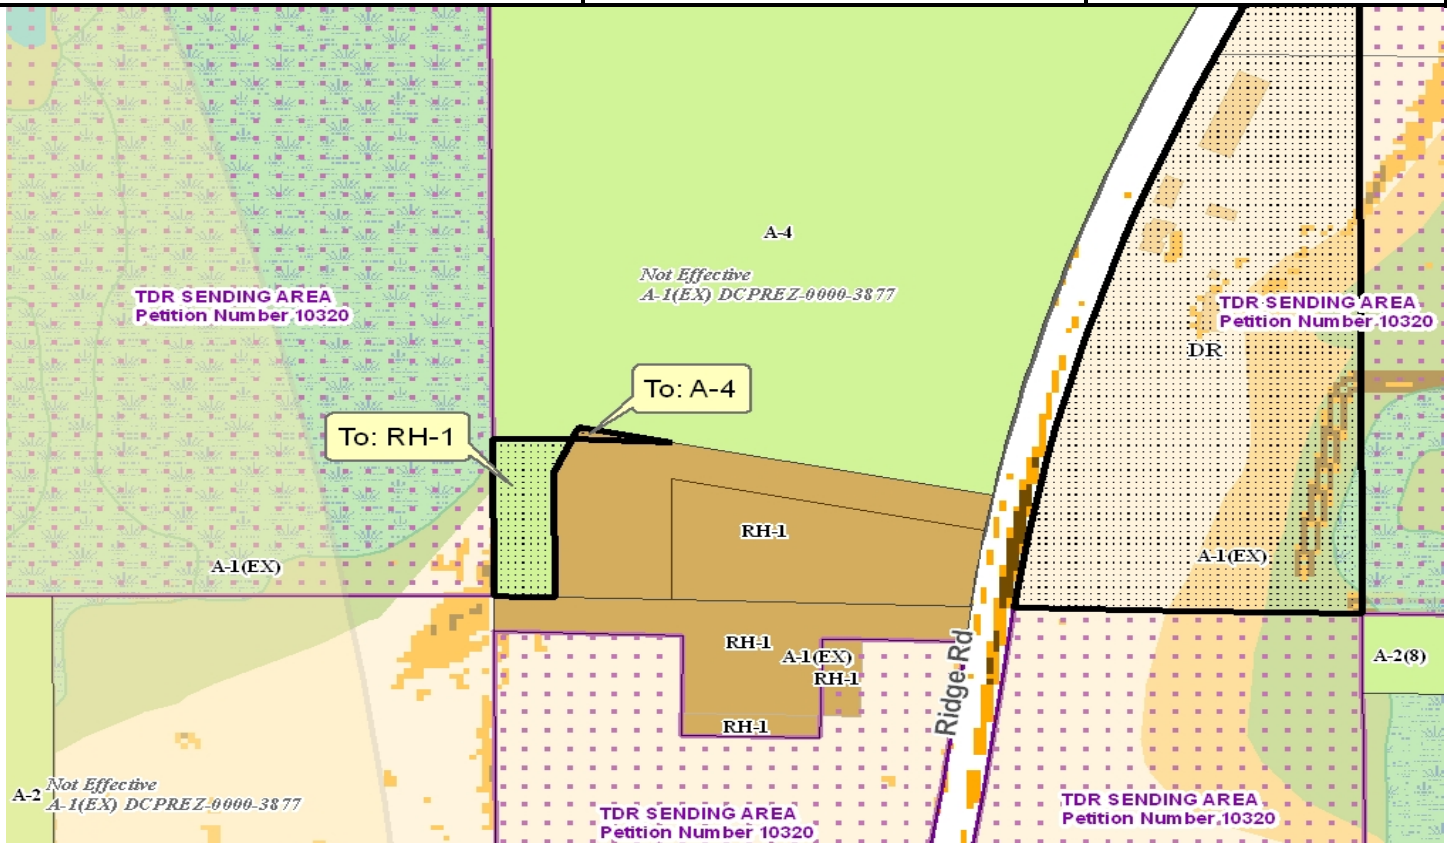 A-4
Not Effective
A-1(EX) DCPREZ-0000-3877
TDR SENDING AREA
Petition Number 10320
TDR SENDING AREA
Petition Number 10320
DR
To: A-4
To: RH-1
RH-1
A-1(EX)
A-1(EX)
RH-1
A-1(EX)
RH-1
A-2(8)
Ridge Rd
RH-1
Not Effective
A-2
A-1(EX) DCPREZ-0000-3877
TDR SENDING AREA
Petition Number 10320
TDR SENDING AREA
Petition Number 10320